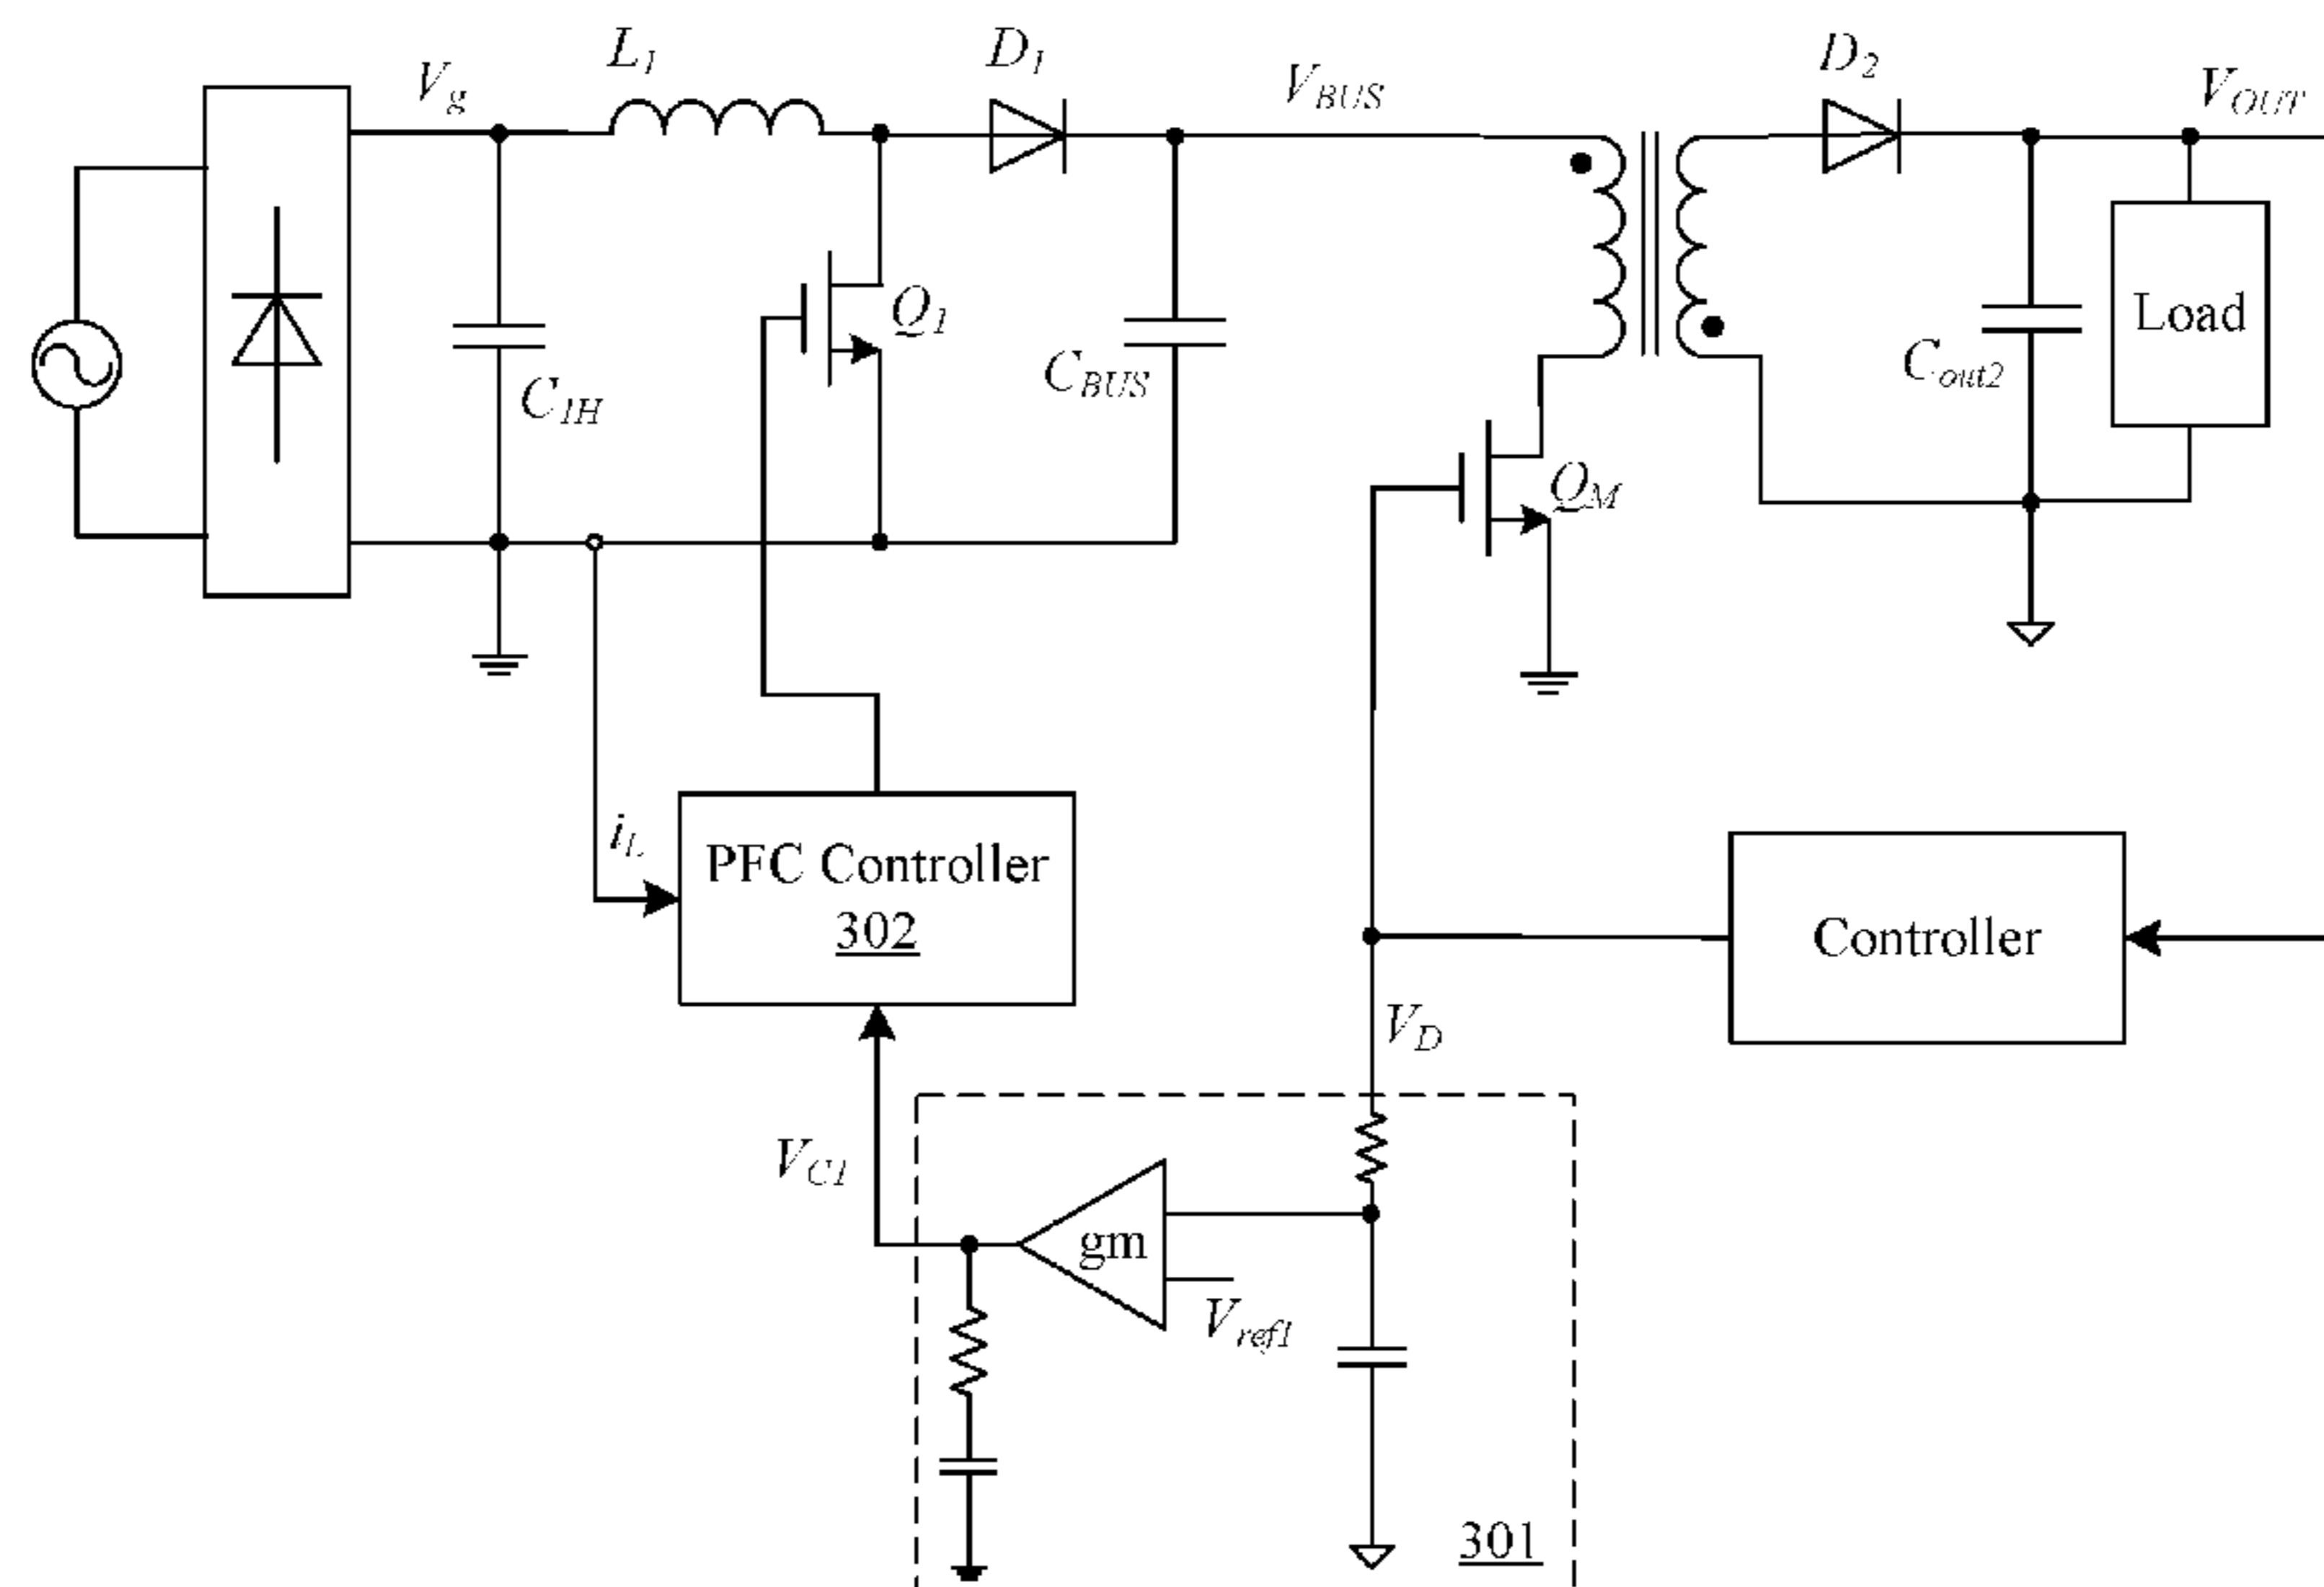 V_g
L_1
D_1
V_BUS
D_2
V_OUT
Q_1
C_1H
C_BUS
Q_M
C_out2
Load
i_L
PFC Controller
302
Controller
V_D
V_C1
gm
V_ref1
301